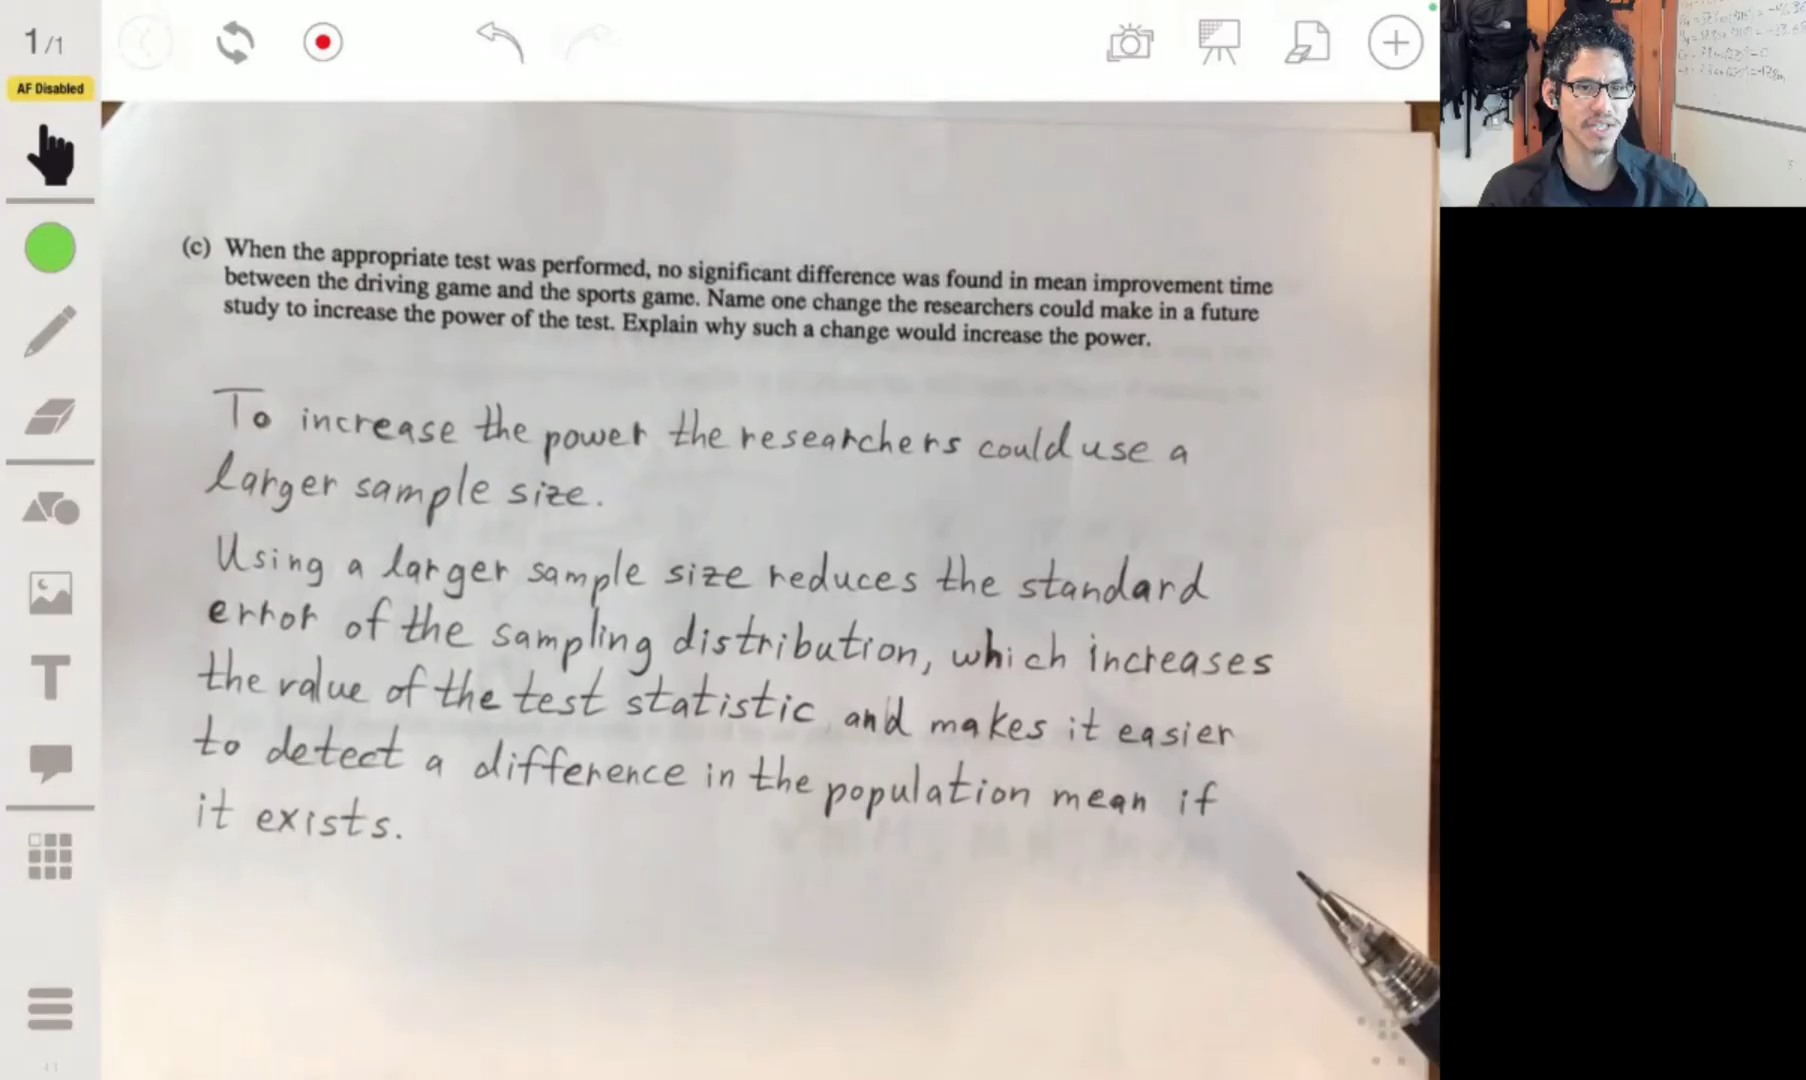 1/1
AF Disabled
(c) When the appropriate test was performed, no significant difference was found in mean improvement time
between the driving game and the sports game. Name one change the researchers could make in a future
study to increase the power of the test. Explain why such a change would increase the power.
To increase the power the researchers could use a
larger sample size.
Using a larger sample size reduces the standard
error of the sampling distribution, which increases
the value of the test statistic and makes it easier
to detect a difference in the population mean if
it exists.
T